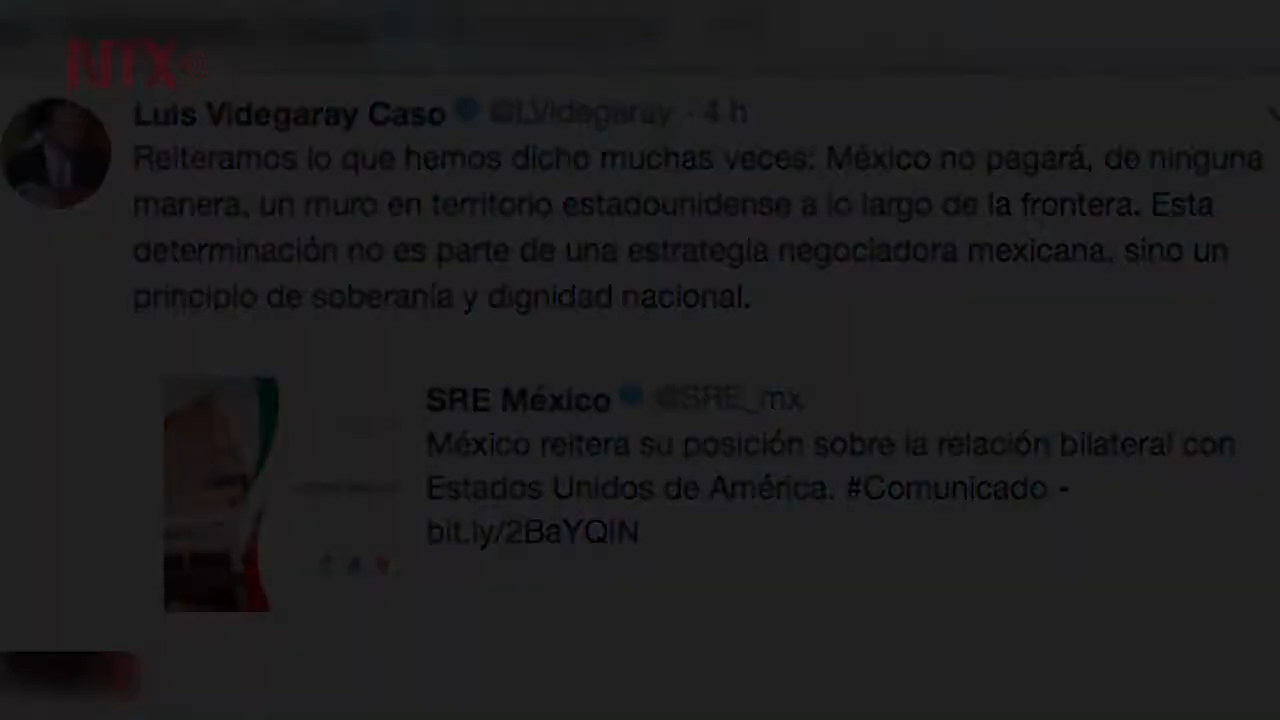 NTX
Luis Videgaray Caso @LVidegaray · 4 h
Reiteramos lo que hemos dicho muchas veces: México no pagará, de ninguna
manera, un muro en territorio estadounidense a lo largo de la frontera. Esta
determinación no es parte de una estrategia negociadora mexicana, sino un
principio de soberanía y dignidad nacional.
SRE México @SRE_mx
México reitera su posición sobre la relación bilateral con
Estados Unidos de América. #Comunicado -
bit.ly/2BaYQIN